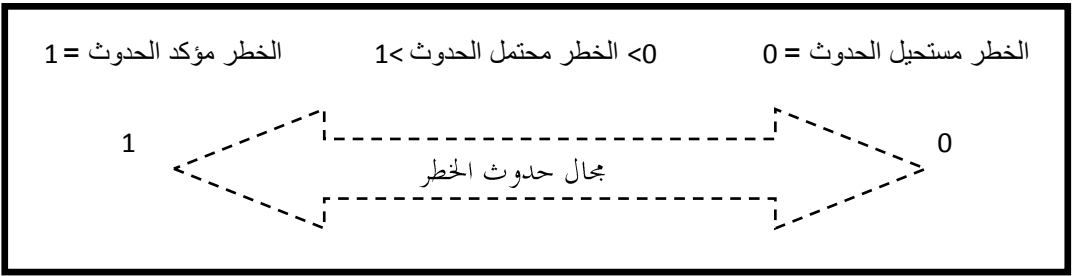 الخطر مستحيل الحدوث = 0
0< الخطر محتمل الحدوث >1
الخطر مؤكد الحدوث = 1
0
1
مجال حدوث الخطر